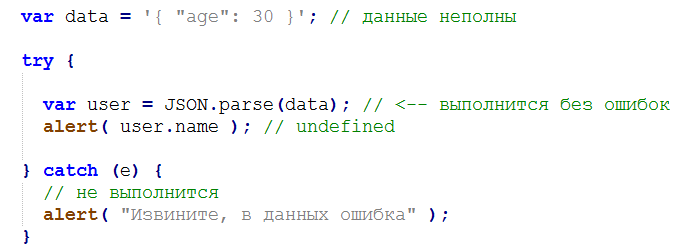 var data = '{ "age": 30 }'; // данные неполны
try {
var user = JSON.parse(data); // <-- выполнится без ошибок
alert( user.name ); // undefined
} catch (e) {
// не выполнится
alert( "Извините, в данных ошибка" );
}